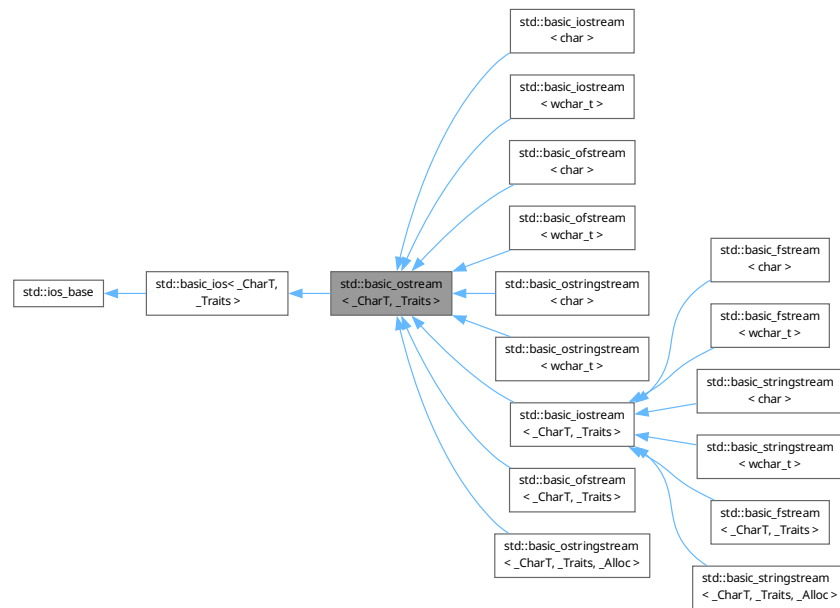 std::basic_iostream
< char >
std::basic_iostream
< wchar_t >
std::basic_ofstream
< char >
std::basic_ofstream
< wchar_t >
std::basic_fstream
< char >
std::ios_base
std::basic_ios< _CharT,
_Traits >
std::basic_ostream
< _CharT, _Traits >
std::basic_ostringstream
< char >
std::basic_fstream
< wchar_t >
std::basic_ostringstream
< wchar_t >
std::basic_stringstream
< char >
std::basic_iostream
< _CharT, _Traits >
std::basic_stringstream
< wchar_t >
std::basic_ofstream
< _CharT, _Traits >
std::basic_fstream
< _CharT, _Traits >
std::basic_ostringstream
< _CharT, _Traits, _Alloc >
std::basic_stringstream
< _CharT, _Traits, _Alloc >